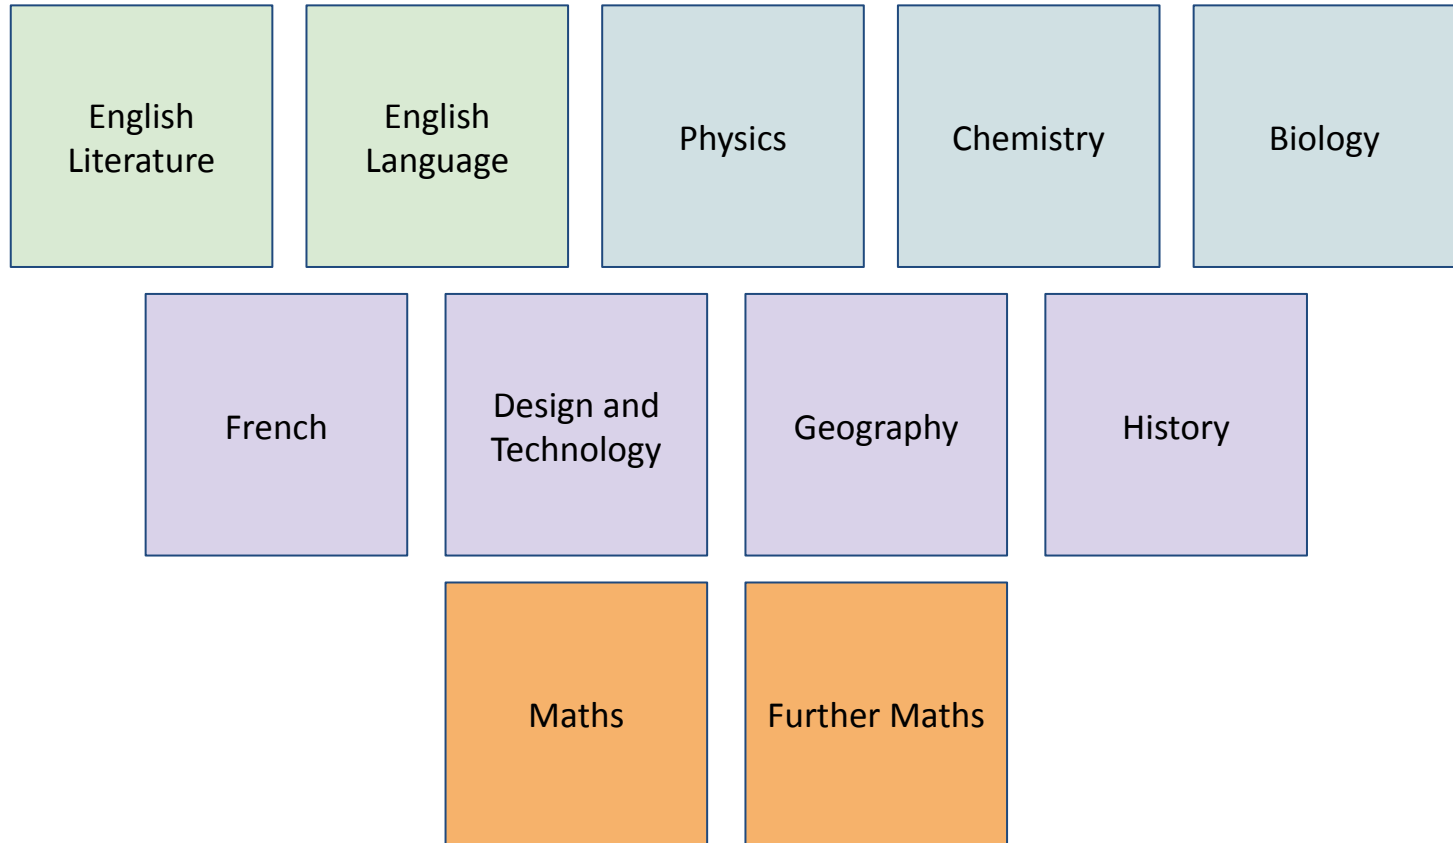 English
Literature
English
Language
Physics
Chemistry
Biology
French
Design and
Technology
Geography
History
Maths
Further Maths